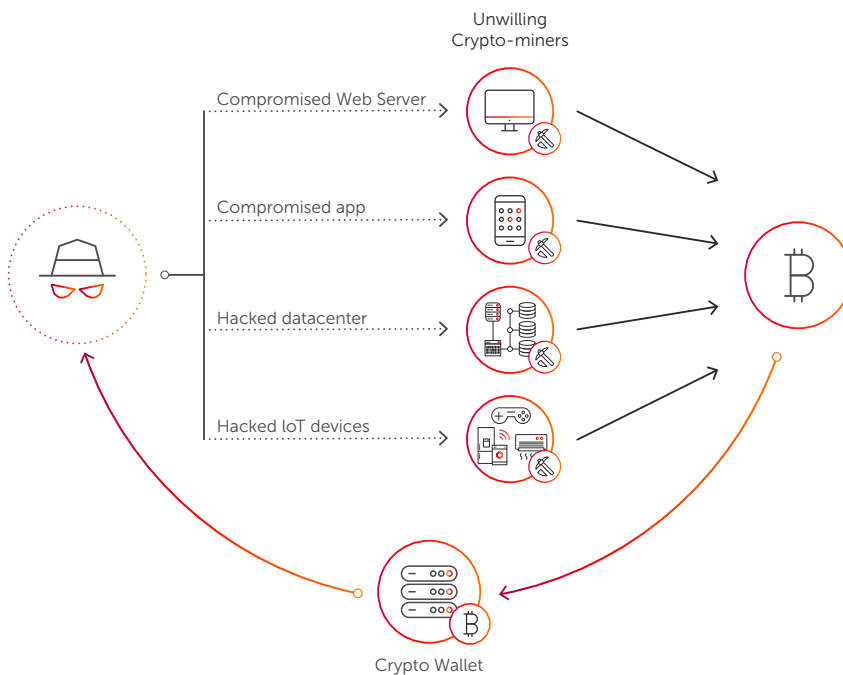 Unwilling
Crypto-miners
Compromised Web Server
Compromised app
Hacked datacenter
Hacked IoT devices
Crypto Wallet